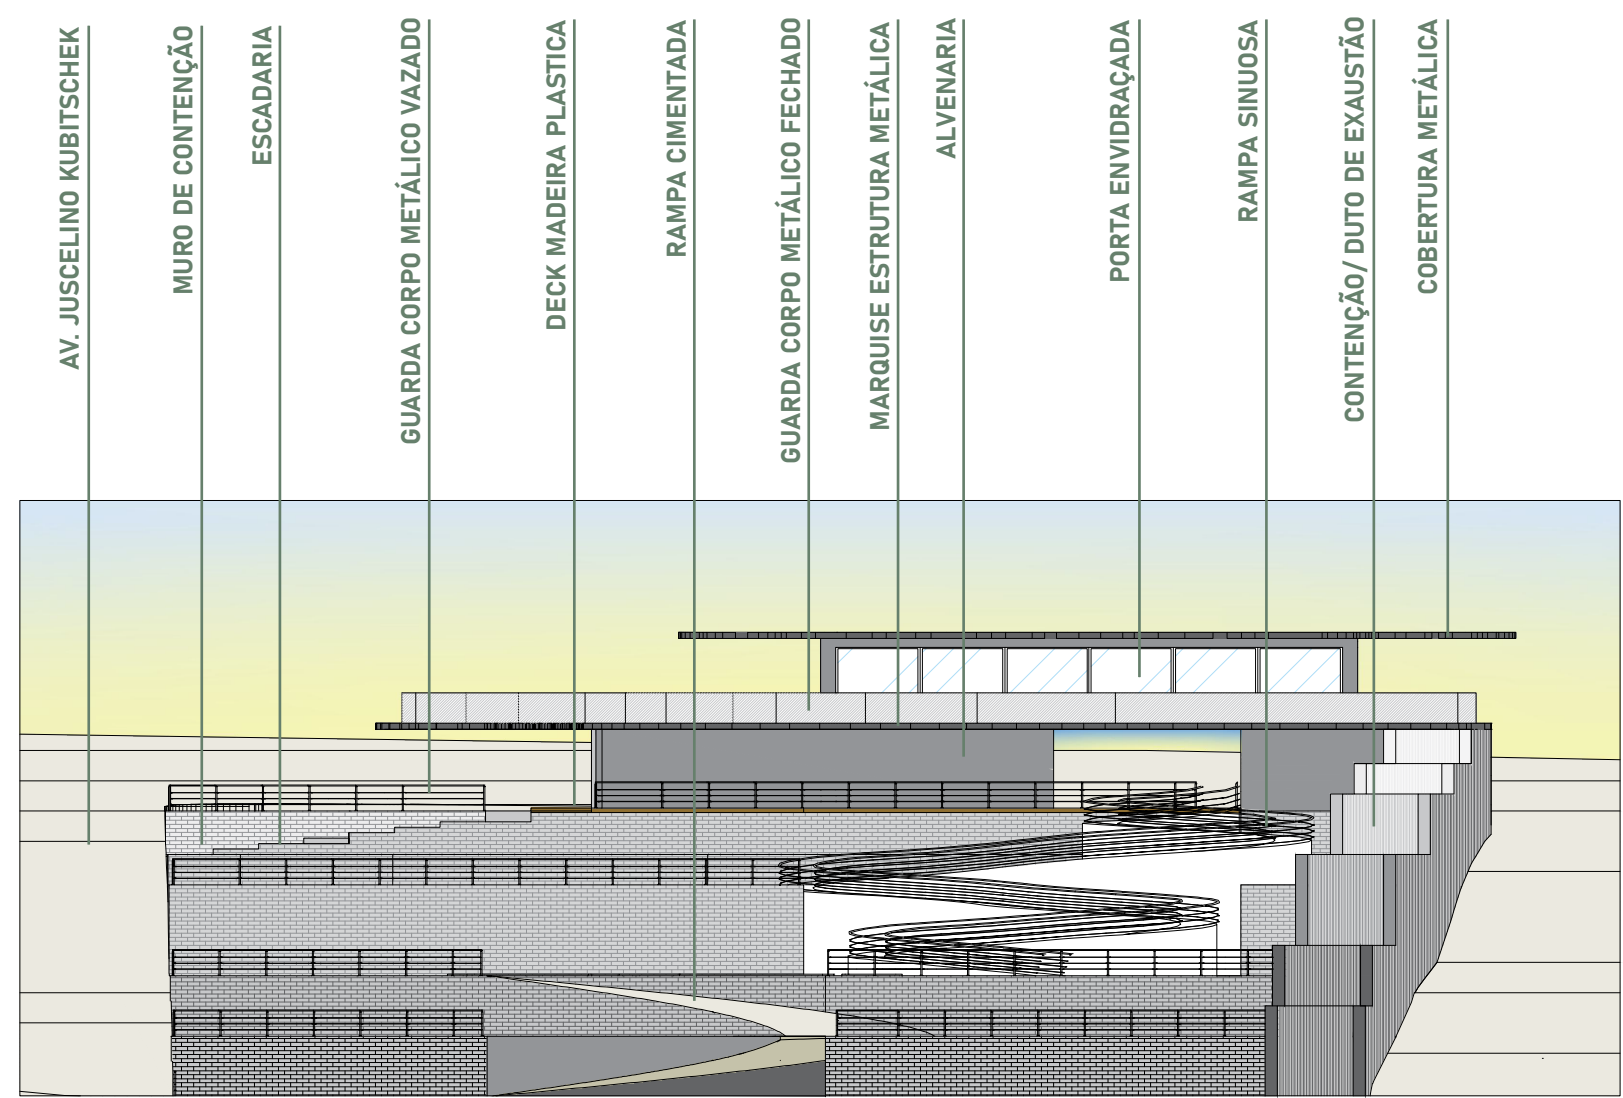 AV. JUSCELINO KUBITSCHEK
MURO DE CONTENÇÃO
ESCADARIA
GUARDA CORPO METÁLICO VAZADO
DECK MADEIRA PLASTICA
RAMPA CIMENTADA
GUARDA CORPO METÁLICO FECHADO
MARQUISE ESTRUTURA METÁLICA
ALVENARIA
PORTA ENVIDRAÇADA
RAMPA SINUOSA
CONTENÇÃO/ DUTO DE EXAUSTÃO
COBERTURA METÁLICA